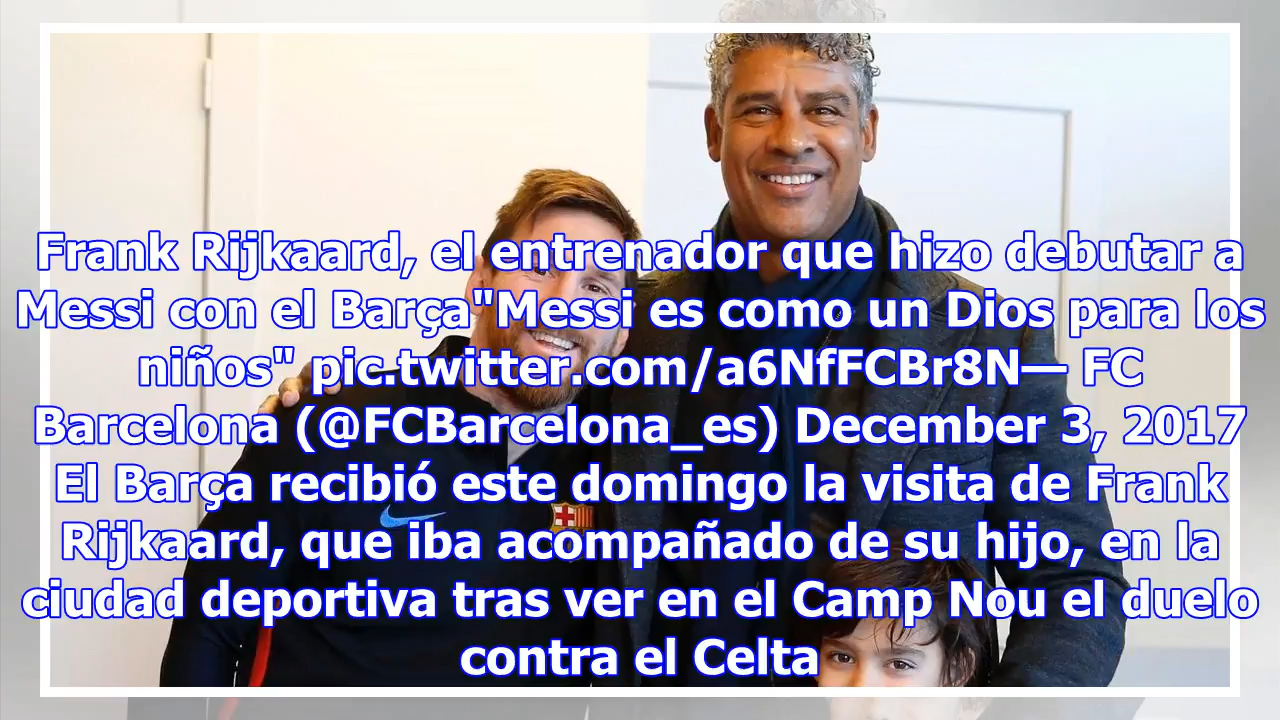 Frank Rijkaard, el entrenador que hizo debutar a
Messi con el Barça"Messi es como un Dios para los
niños" pic.twitter.com/a6NfFCBr8N— FC
Barcelona (@FCBarcelona_es) December 3, 2017
El Barça recibió este domingo la visita de Frank
Rijkaard, que iba acompañado de su hijo, en la
ciudad deportiva tras ver en el Camp Nou el duelo
contra el Celta